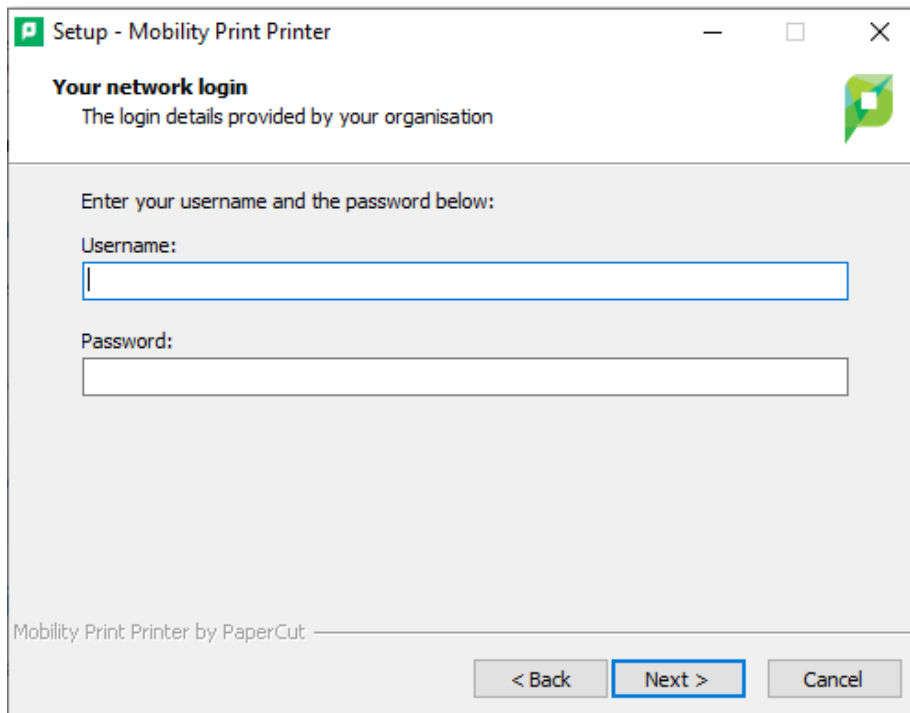 Setup - Mobility Print Printer
Your network login
The login details provided by your organisation
Enter your username and the password below:
Username:
Password:
Mobility Print Printer by PaperCut
< Back Next > Cancel